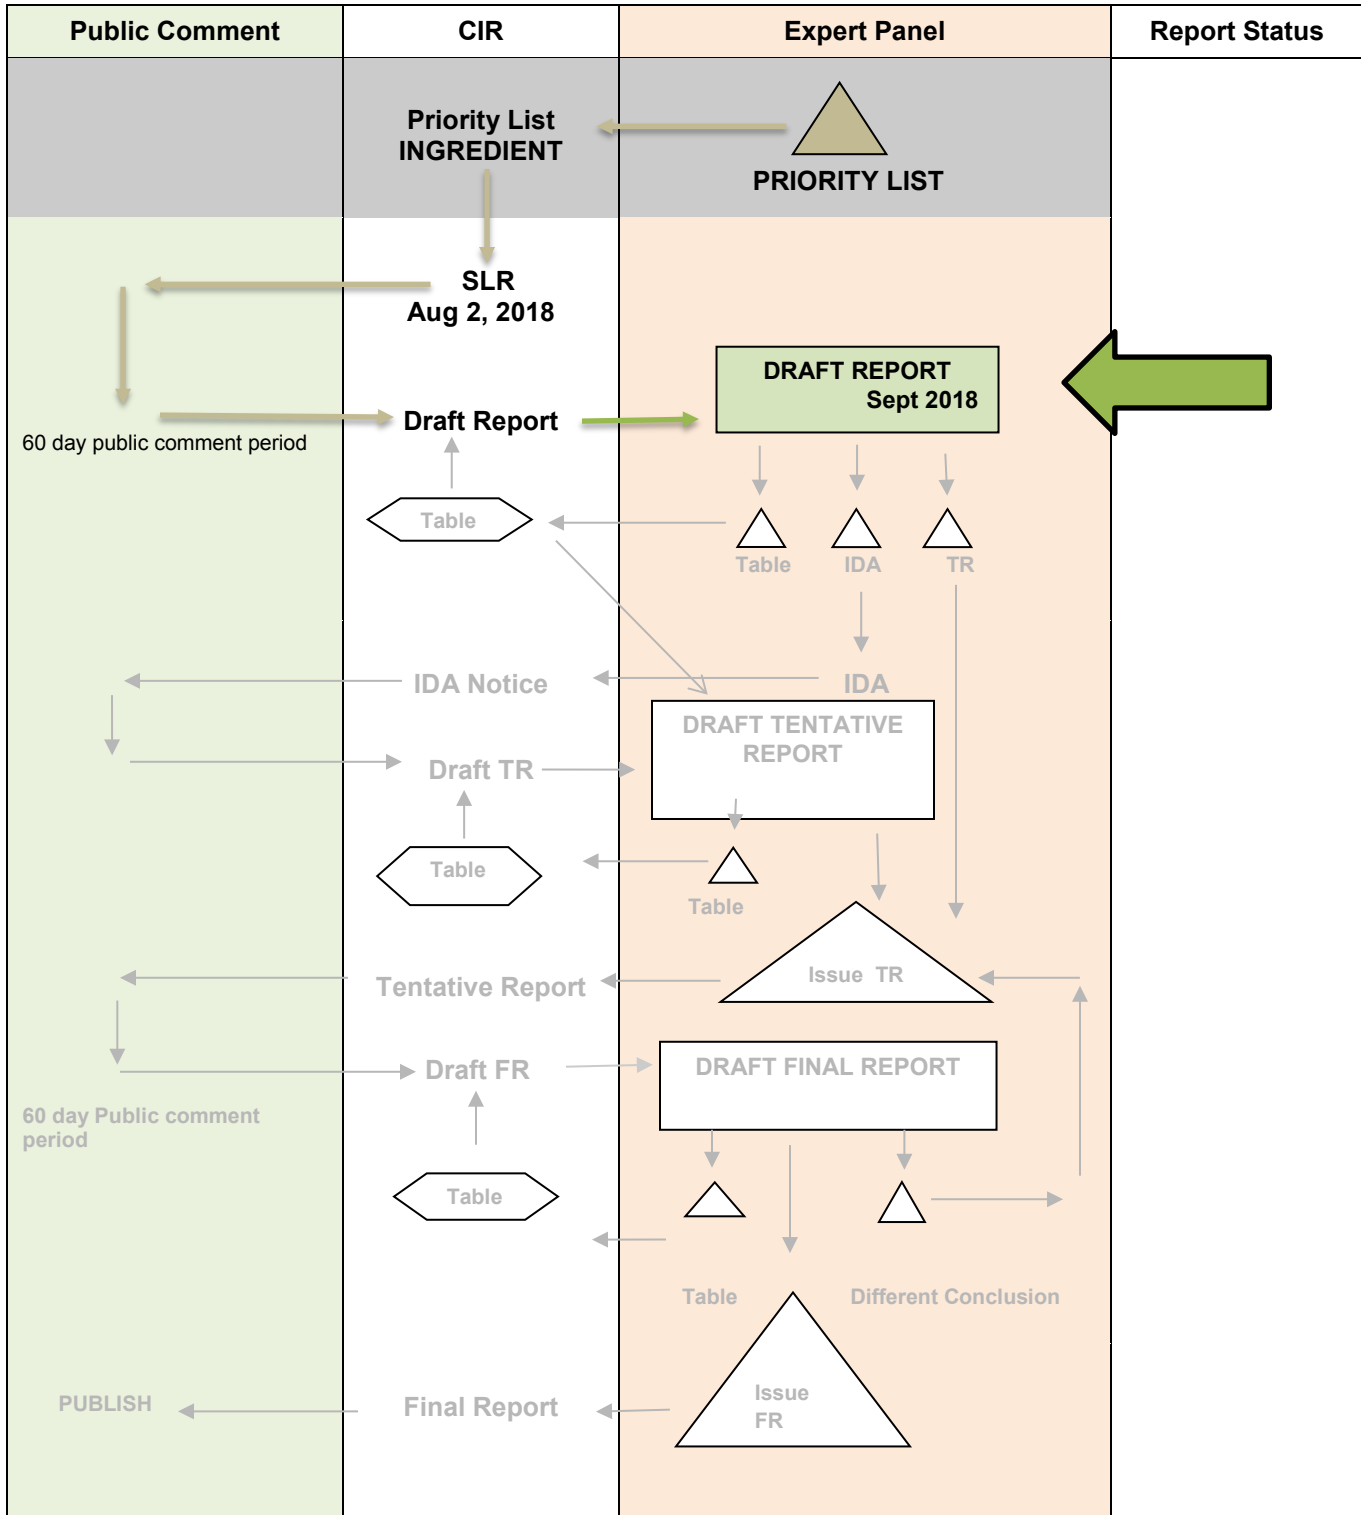 Public Comment
CIR
Expert Panel
Report Status
Priority List
INGREDIENT
PRIORITY LIST
SLR
Aug 2, 2018
DRAFT REPORT
Sept 2018
60 day public comment period
Draft Report
Table
Table
IDA
TR
IDA Notice
IDA
DRAFT TENTATIVE
REPORT
Draft TR
Table
Table
Issue TR
Tentative Report
Draft FR
DRAFT FINAL REPORT
60 day Public comment
period
Table
Table
Different Conclusion
PUBLISH
Final Report
Issue
FR